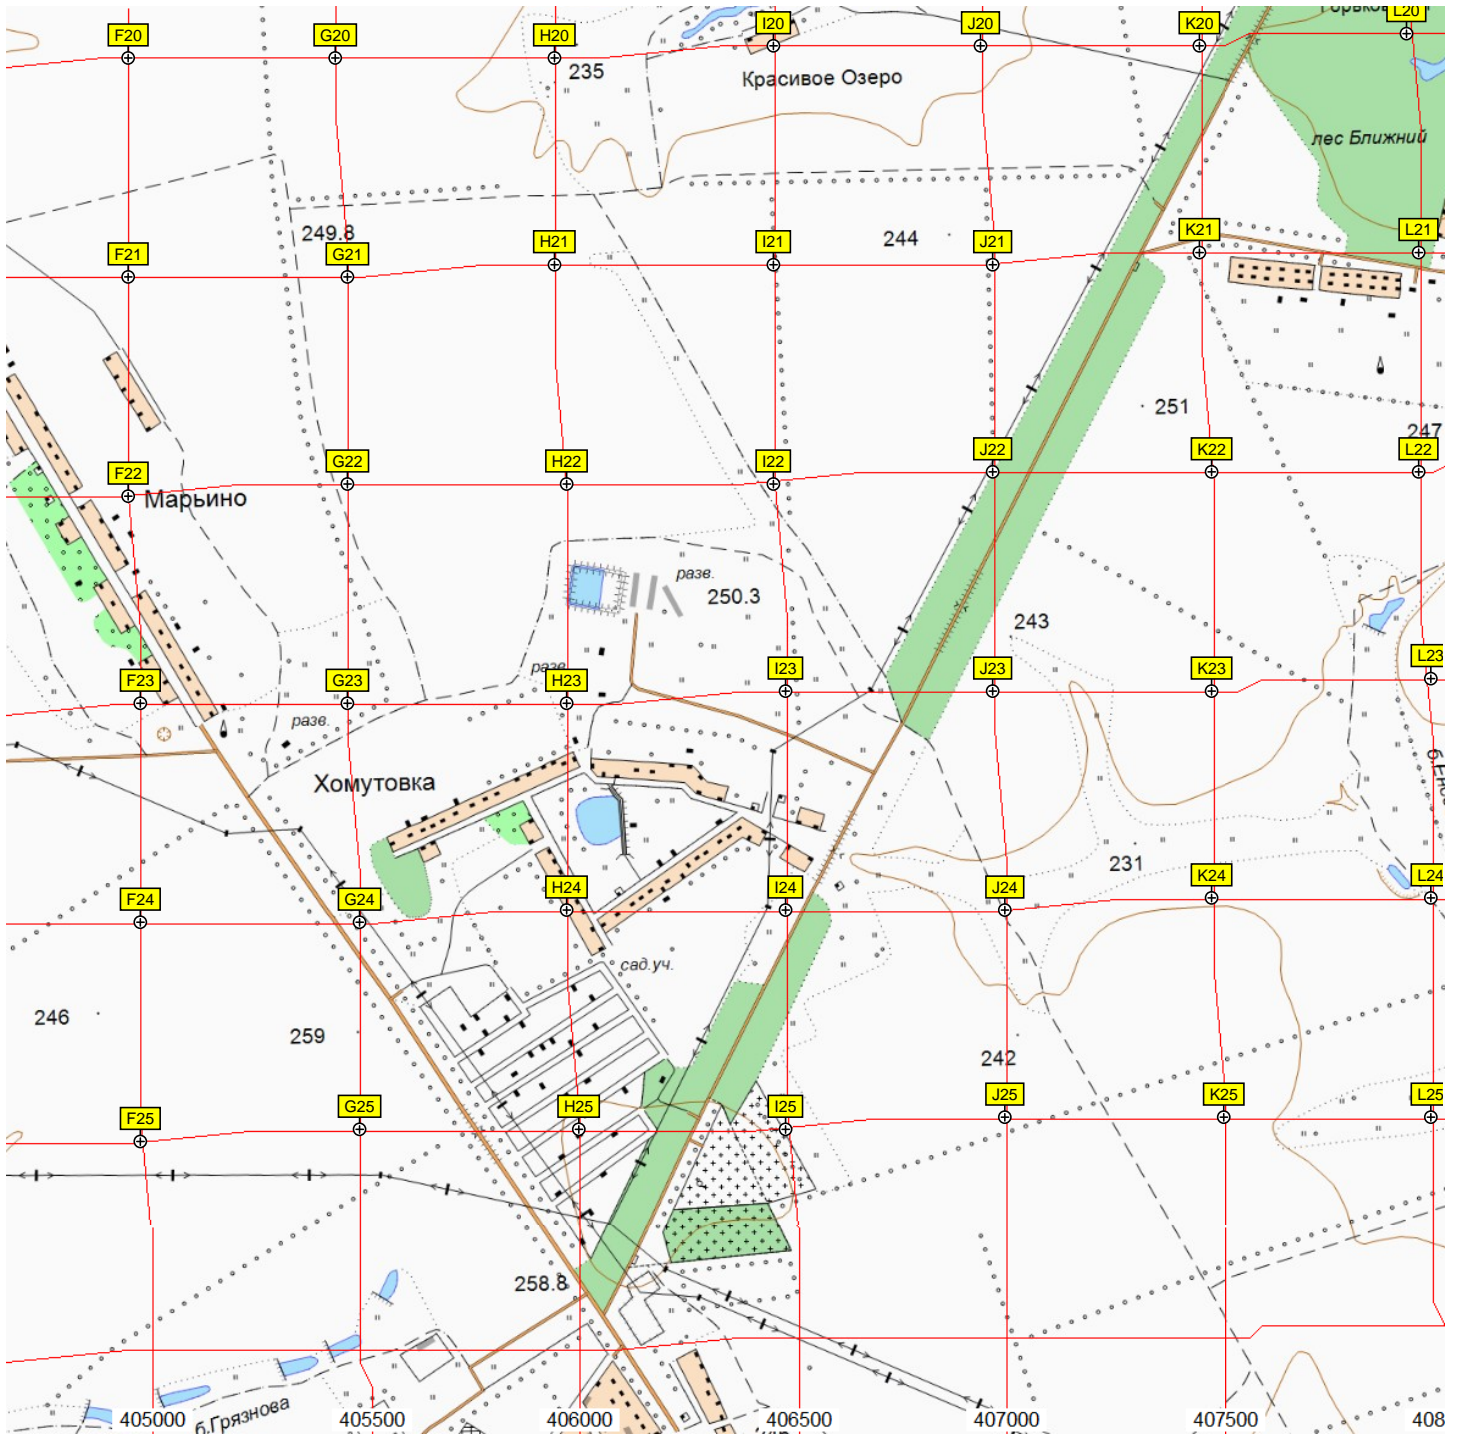 F20 G20 H20 I20 J20 K20 L20
235
Красивое Озеро
лес Ближний
249.8
244
F21 G21 H21 I21 J21 K21 L21
251
247
F22 G22 H22 I22 J22 K22 L22
Марьино
разв.
250.3
243
разв.
F23 G23 H23 I23 J23 K23 L23
разв.
Хомутовка
231
F24 G24 H24 I24 J24 K24 L24
сад.уч.
246
259
242
F25 G25 H25 I25 J25 K25 L25
258.8
б.Грязнова
405000 405500 406000 406500 407000 407500 408